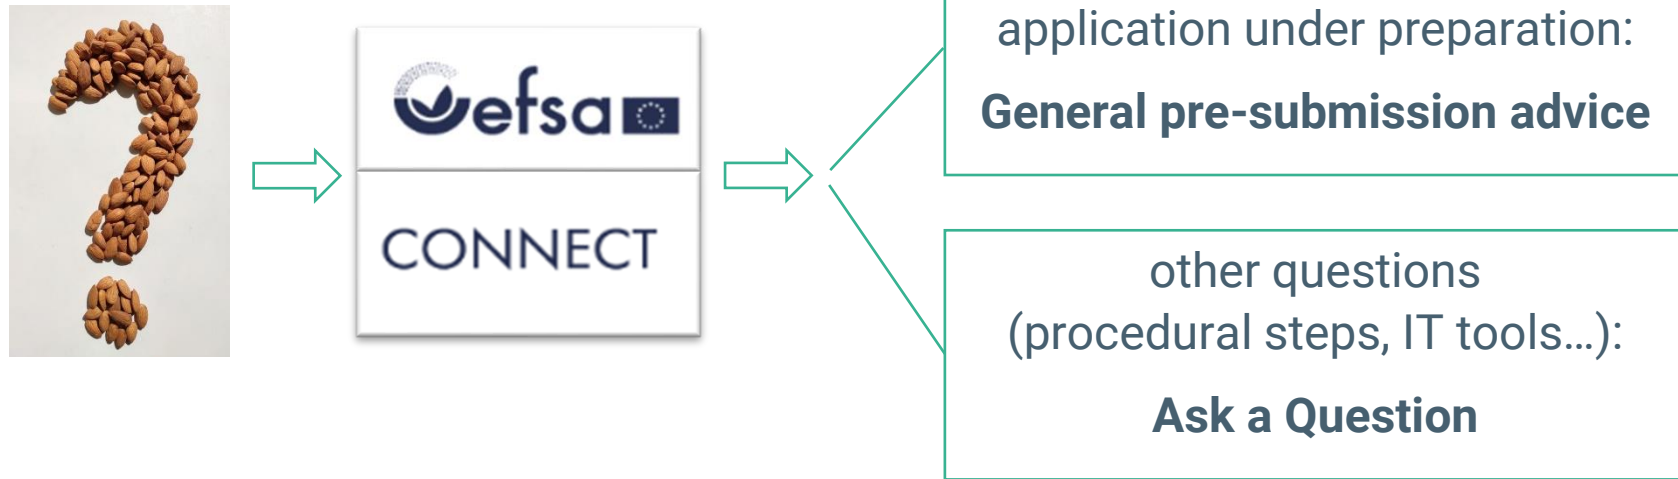 efsa
CONNECT
application under preparation:
General pre-submission advice
other questions
(procedural steps, IT tools…):
Ask a Question